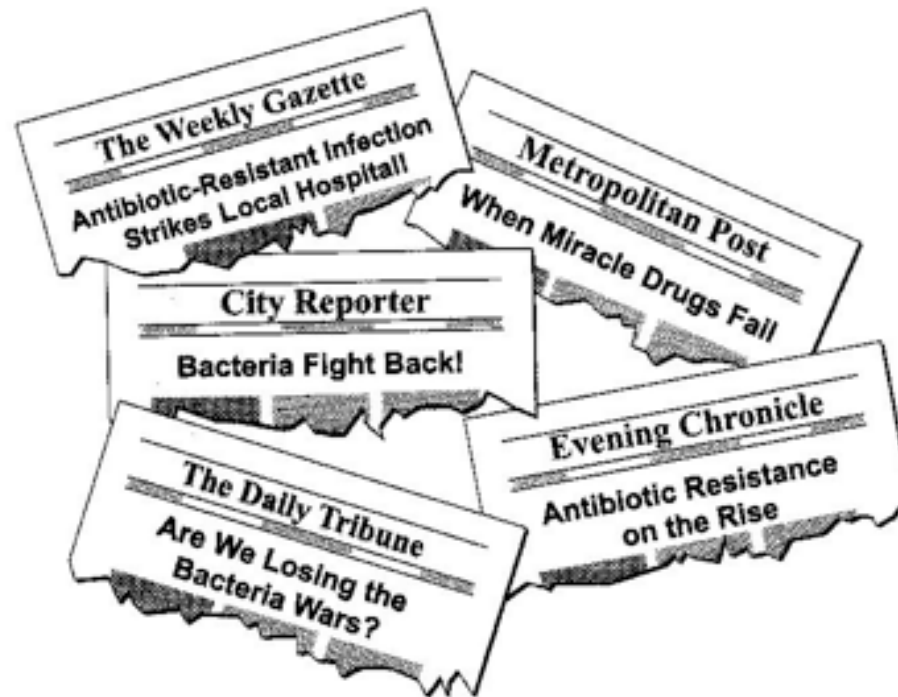 The Weekly Gazette
Antibiotic-Resistant Infection
Strikes Local Hospital!
Metropolitan Post
When Miracle Drugs Fail
City Reporter
Bacteria Fight Back!
Evening Chronicle
Antibiotic Resistance
on the Rise
The Daily Tribune
Are We Losing the
Bacteria Wars?